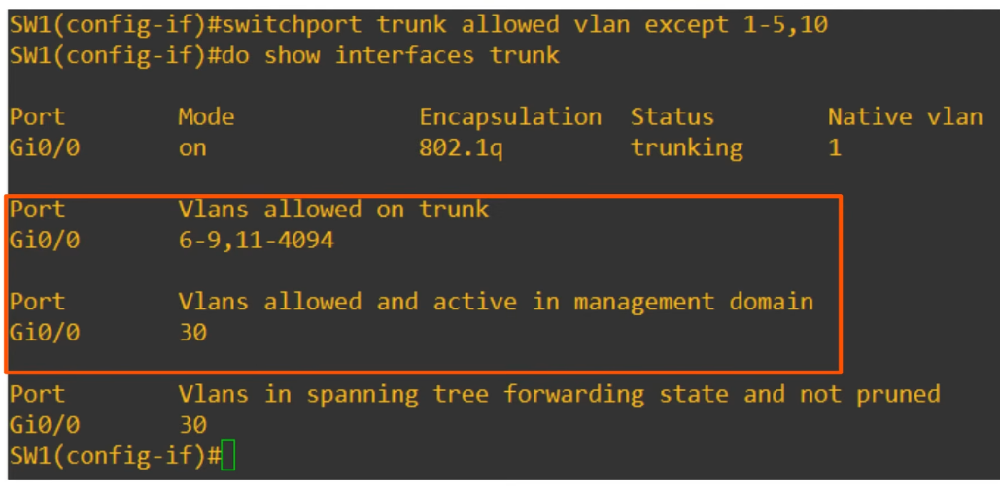 SW1(config-if)#switchport trunk allowed vlan except 1-5,10
SW1(config-if)#do show interfaces trunk
Port Mode Encapsulation Status Native vlan
Gi0/0 on 802.1q trunking 1
Port Vlans allowed on trunk
Gi0/0 6-9,11-4094
Port Vlans allowed and active in management domain
Gi0/0 30
Port Vlans in spanning tree forwarding state and not pruned
Gi0/0 30
SW1(config-if)#